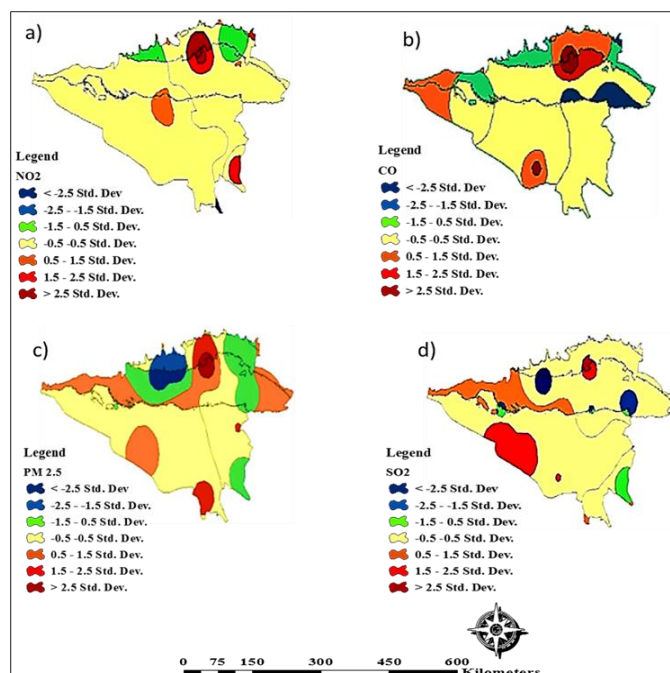 a)
Legend
NO2
< -2.5 Std. Dev
-2.5 - -1.5 Std. Dev.
-1.5 - 0.5 Std. Dev.
-0.5 -0.5 Std. Dev.
0.5 - 1.5 Std. Dev.
1.5 - 2.5 Std. Dev.
> 2.5 Std. Dev.
b)
Legend
CO
< -2.5 Std. Dev
-2.5 - -1.5 Std. Dev.
-1.5 - 0.5 Std. Dev.
-0.5 -0.5 Std. Dev.
0.5 - 1.5 Std. Dev.
1.5 - 2.5 Std. Dev.
> 2.5 Std. Dev.
c)
Legend
PM 2.5
< -2.5 Std. Dev
-2.5 - -1.5 Std. Dev.
-1.5 - 0.5 Std. Dev.
-0.5 -0.5 Std. Dev.
0.5 - 1.5 Std. Dev.
1.5 - 2.5 Std. Dev.
> 2.5 Std. Dev.
d)
Legend
SO2
< -2.5 Std. Dev
-2.5 - -1.5 Std. Dev.
-1.5 - 0.5 Std. Dev.
-0.5 -0.5 Std. Dev.
0.5 - 1.5 Std. Dev.
1.5 - 2.5 Std. Dev.
> 2.5 Std. Dev.
0 75 150 300 450 600
Kilometers